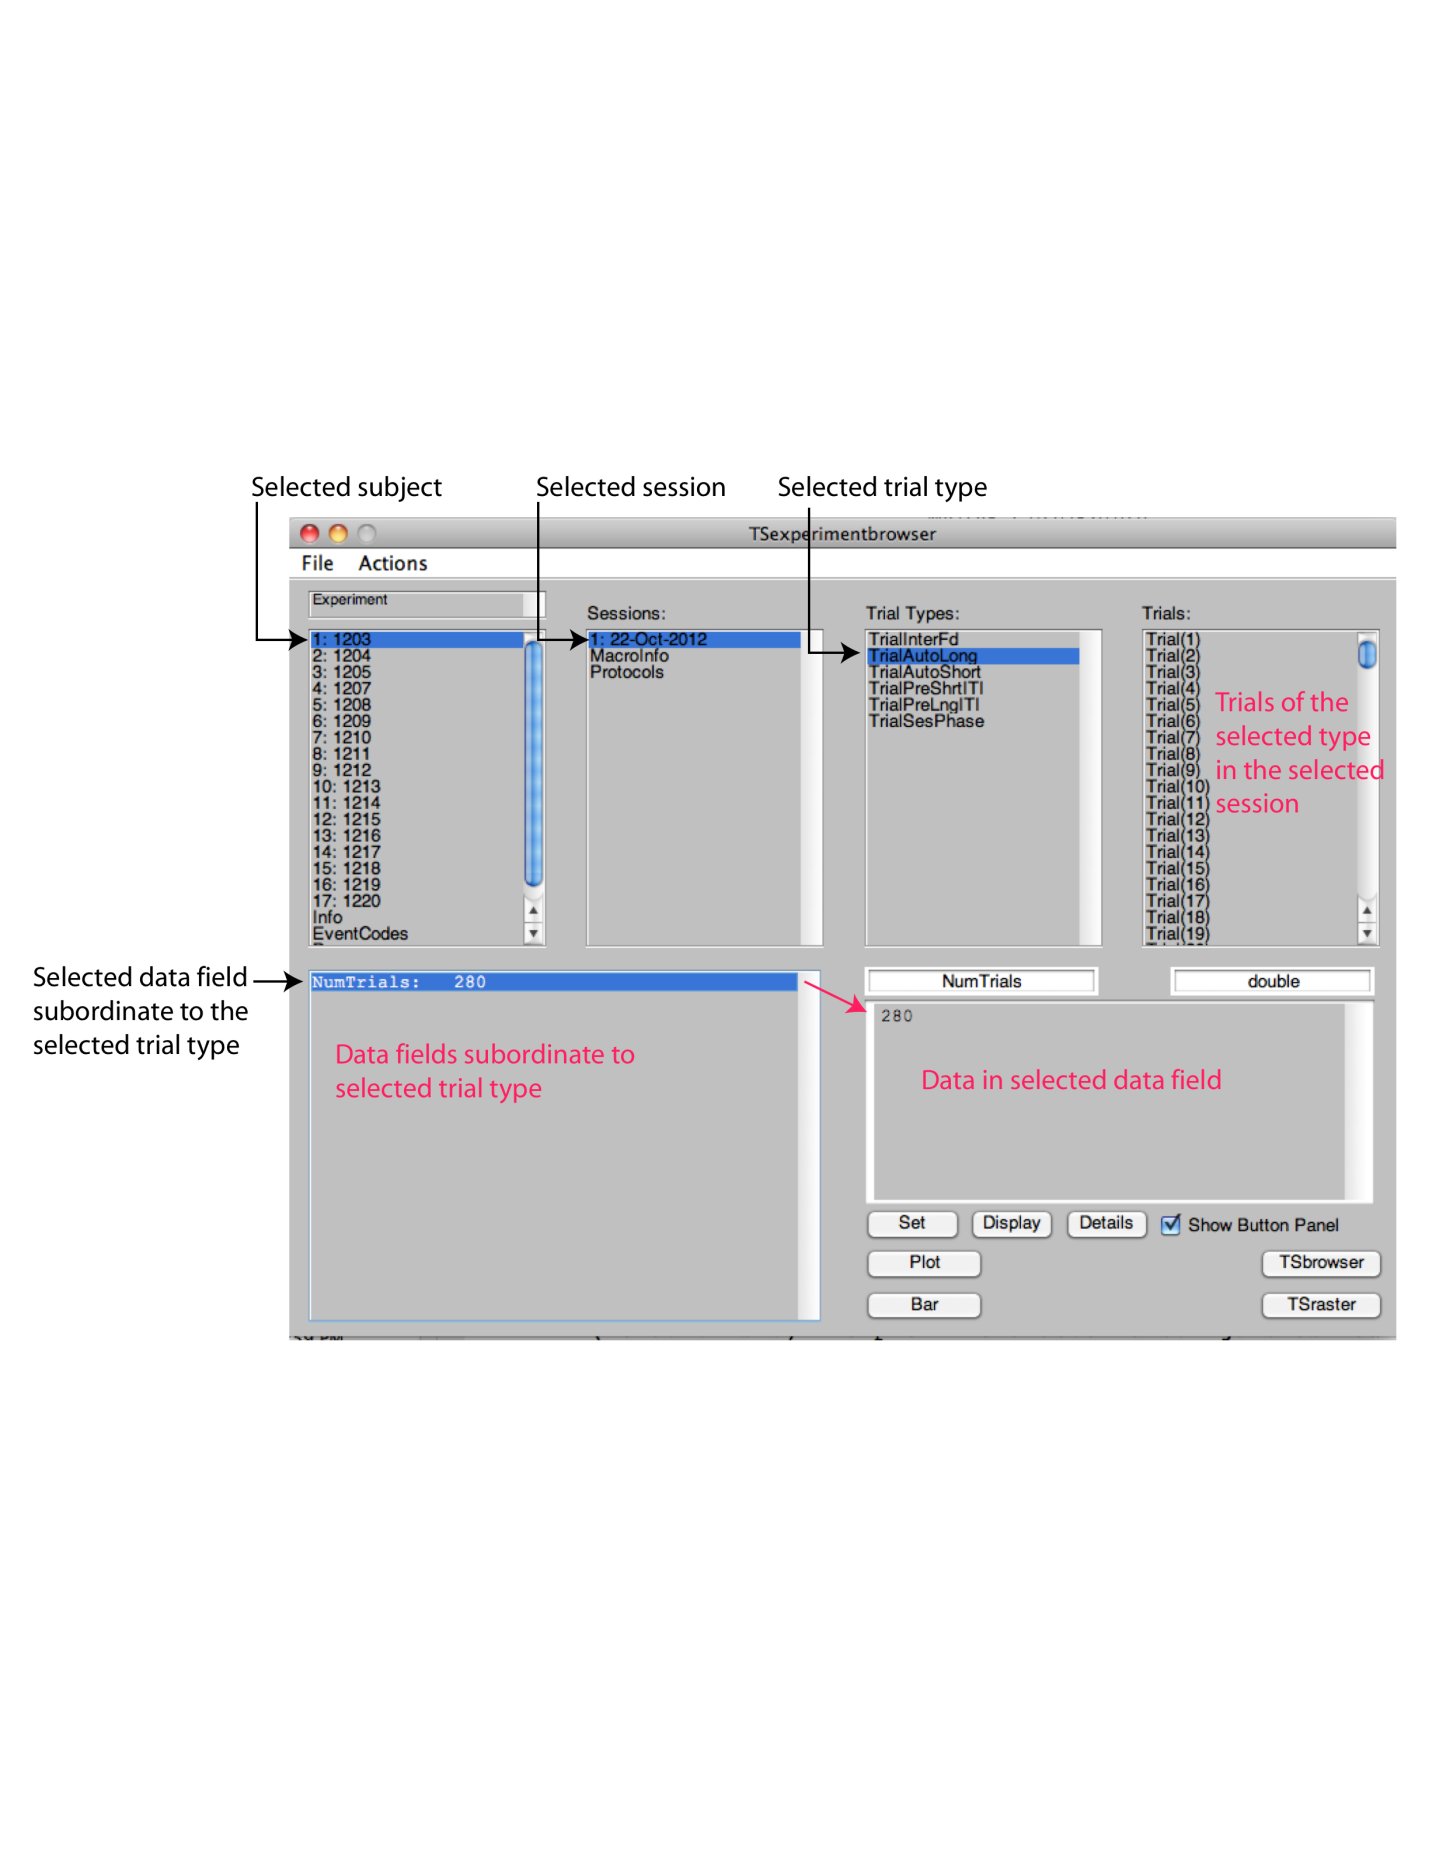 Selected subject
Selected session
Selected trial type
TSexperimentbrowser
File Actions
Experiment
Sessions:
Trial Types:
Trials:
1: 1203
2: 1204
3: 1205
4: 1207
5: 1208
6: 1209
7: 1210
8: 1211
9: 1212
10: 1213
11: 1214
12: 1215
13: 1216
14: 1217
15: 1218
16: 1219
17: 1220
Info
EventCodes
1: 22-Oct-2012
MacroInfo
Protocols
TrialInterFd
TrialAutoLong
TrialAutoShort
TrialPreShrtITI
TrialPreLngITI
TrialSesPhase
Trial(1)
Trial(2)
Trial(3)
Trial(4)
Trial(5)
Trial(6)
Trial(7)
Trial(8)
Trial(9)
Trial(10)
Trial(11)
Trial(12)
Trial(13)
Trial(14)
Trial(15)
Trial(16)
Trial(17)
Trial(18)
Trial(19)
Trials of the
selected type
in the selected
session
Selected data field
subordinate to the
selected trial type
NumTrials: 280
Data fields subordinate to
selected trial type
NumTrials
double
280
Data in selected data field
Set
Display
Details
Show Button Panel
Plot
TSbrowser
Bar
TSraster